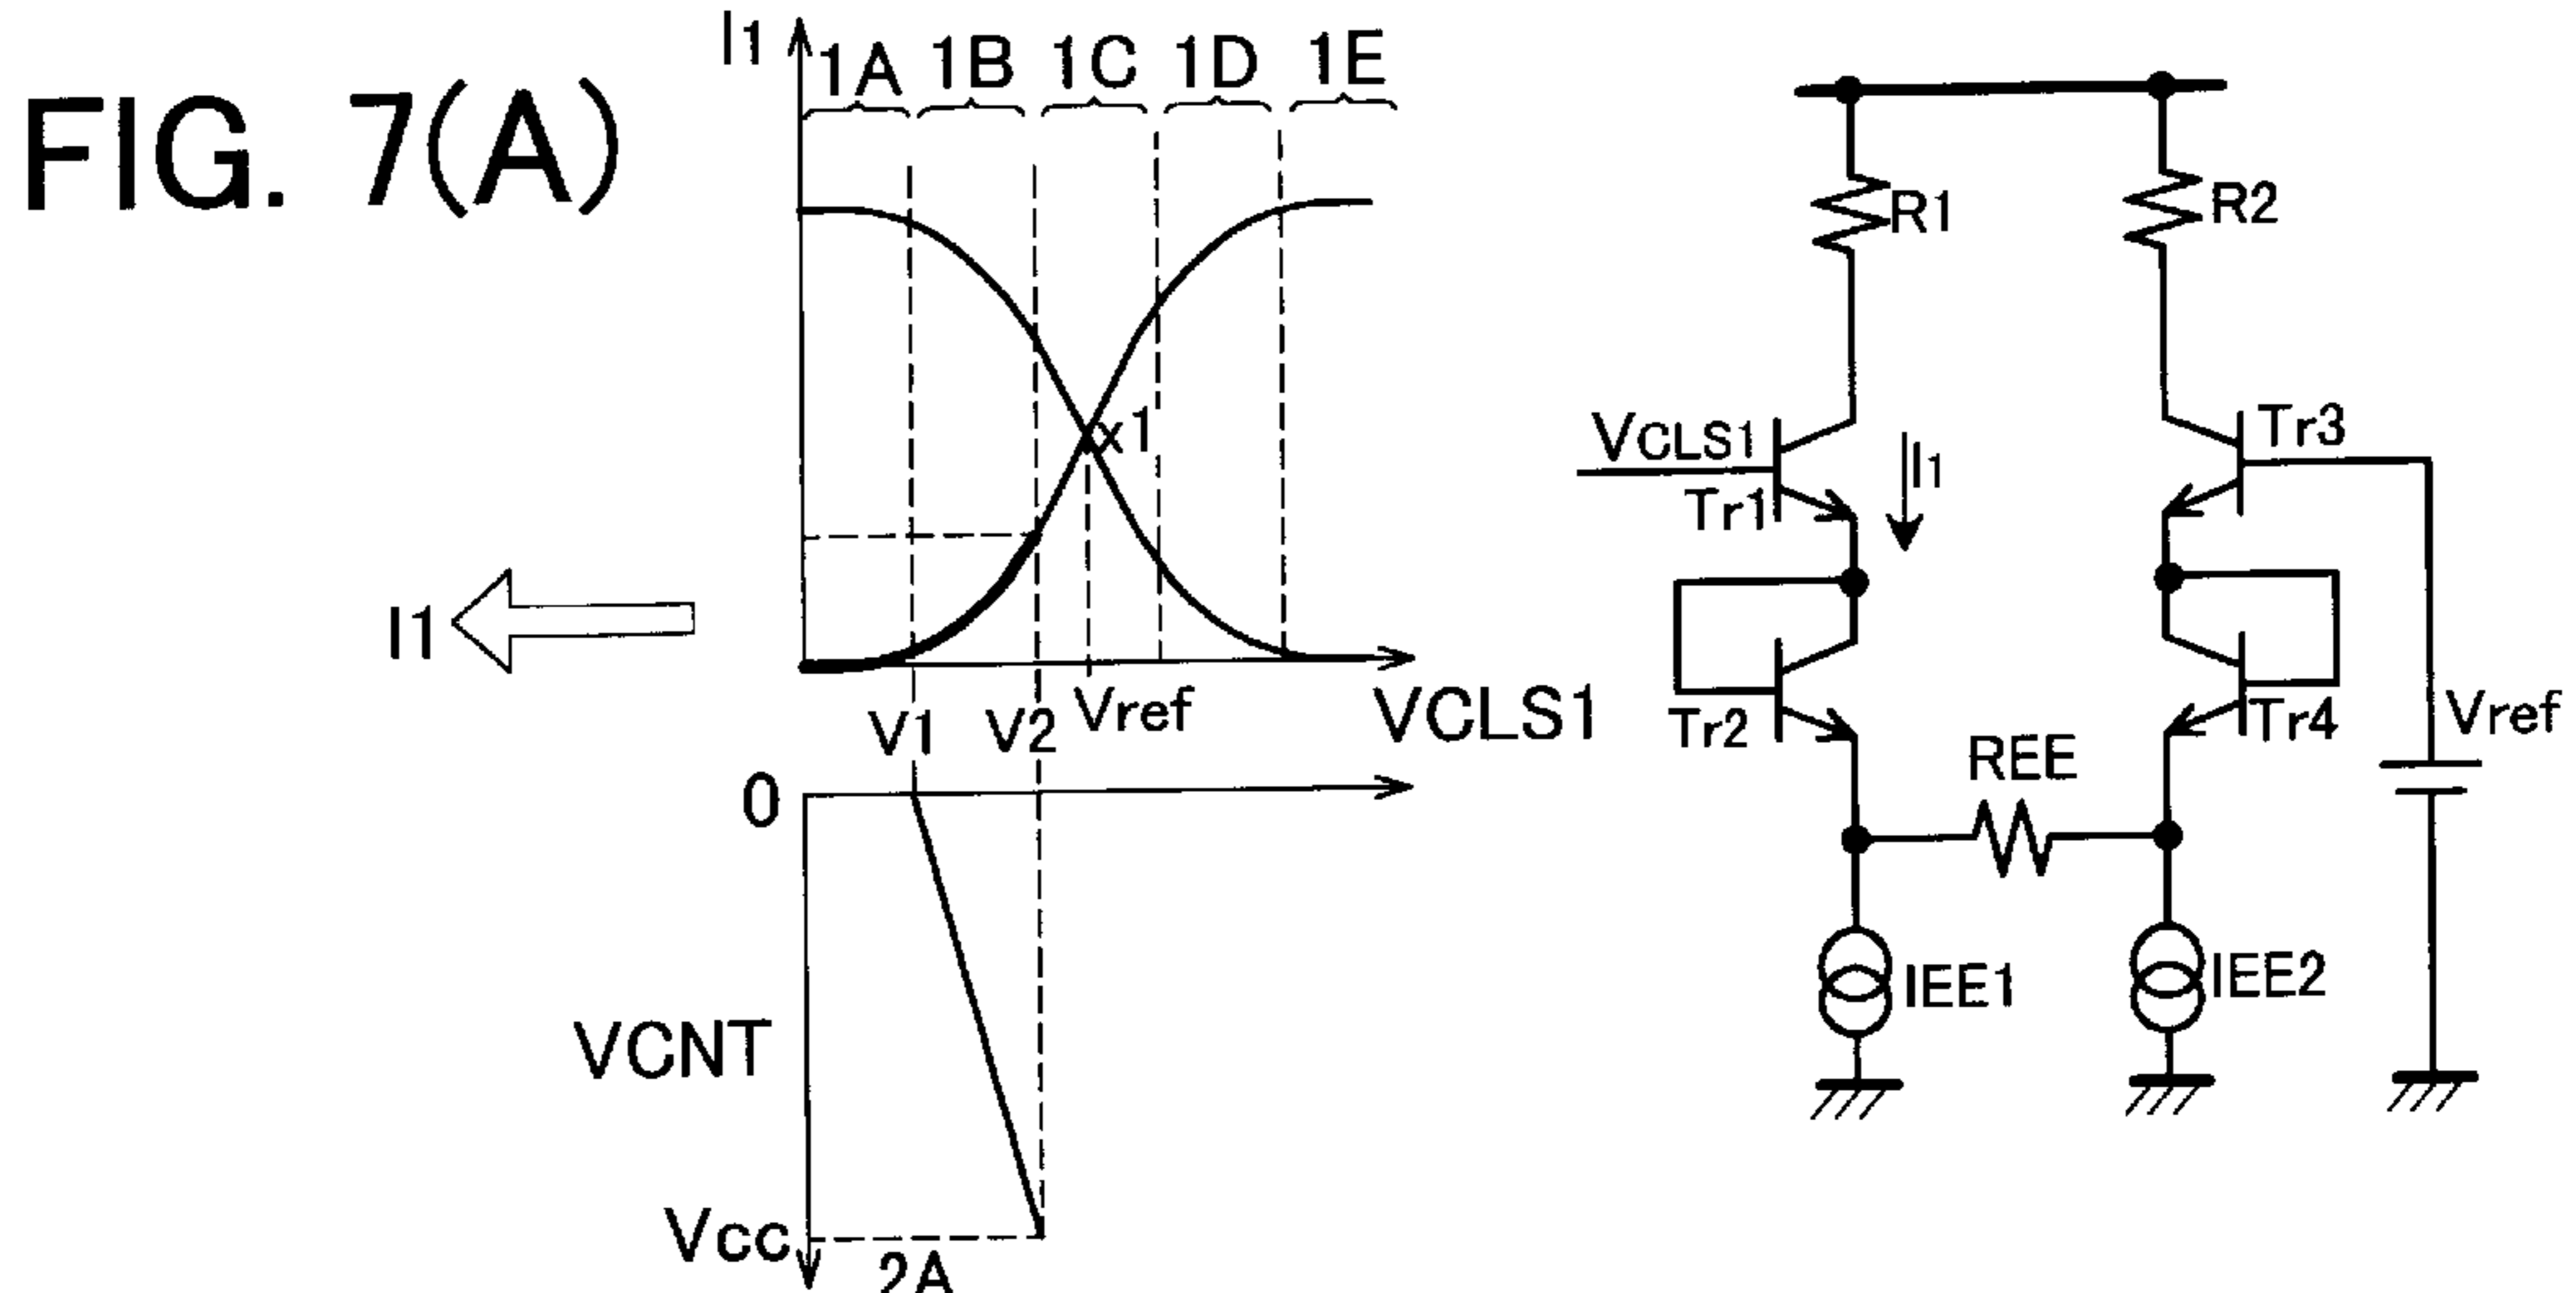 FIG. 7(A)
I1
1A 1B 1C 1D 1E
x1
I1
V1 V2 Vref VCLS1
0
VCNT
Vcc
2A
R1 R2
VCLS1
Tr1
I1
Tr3
Tr2
Tr4
REE
Vref
IEE1 IEE2